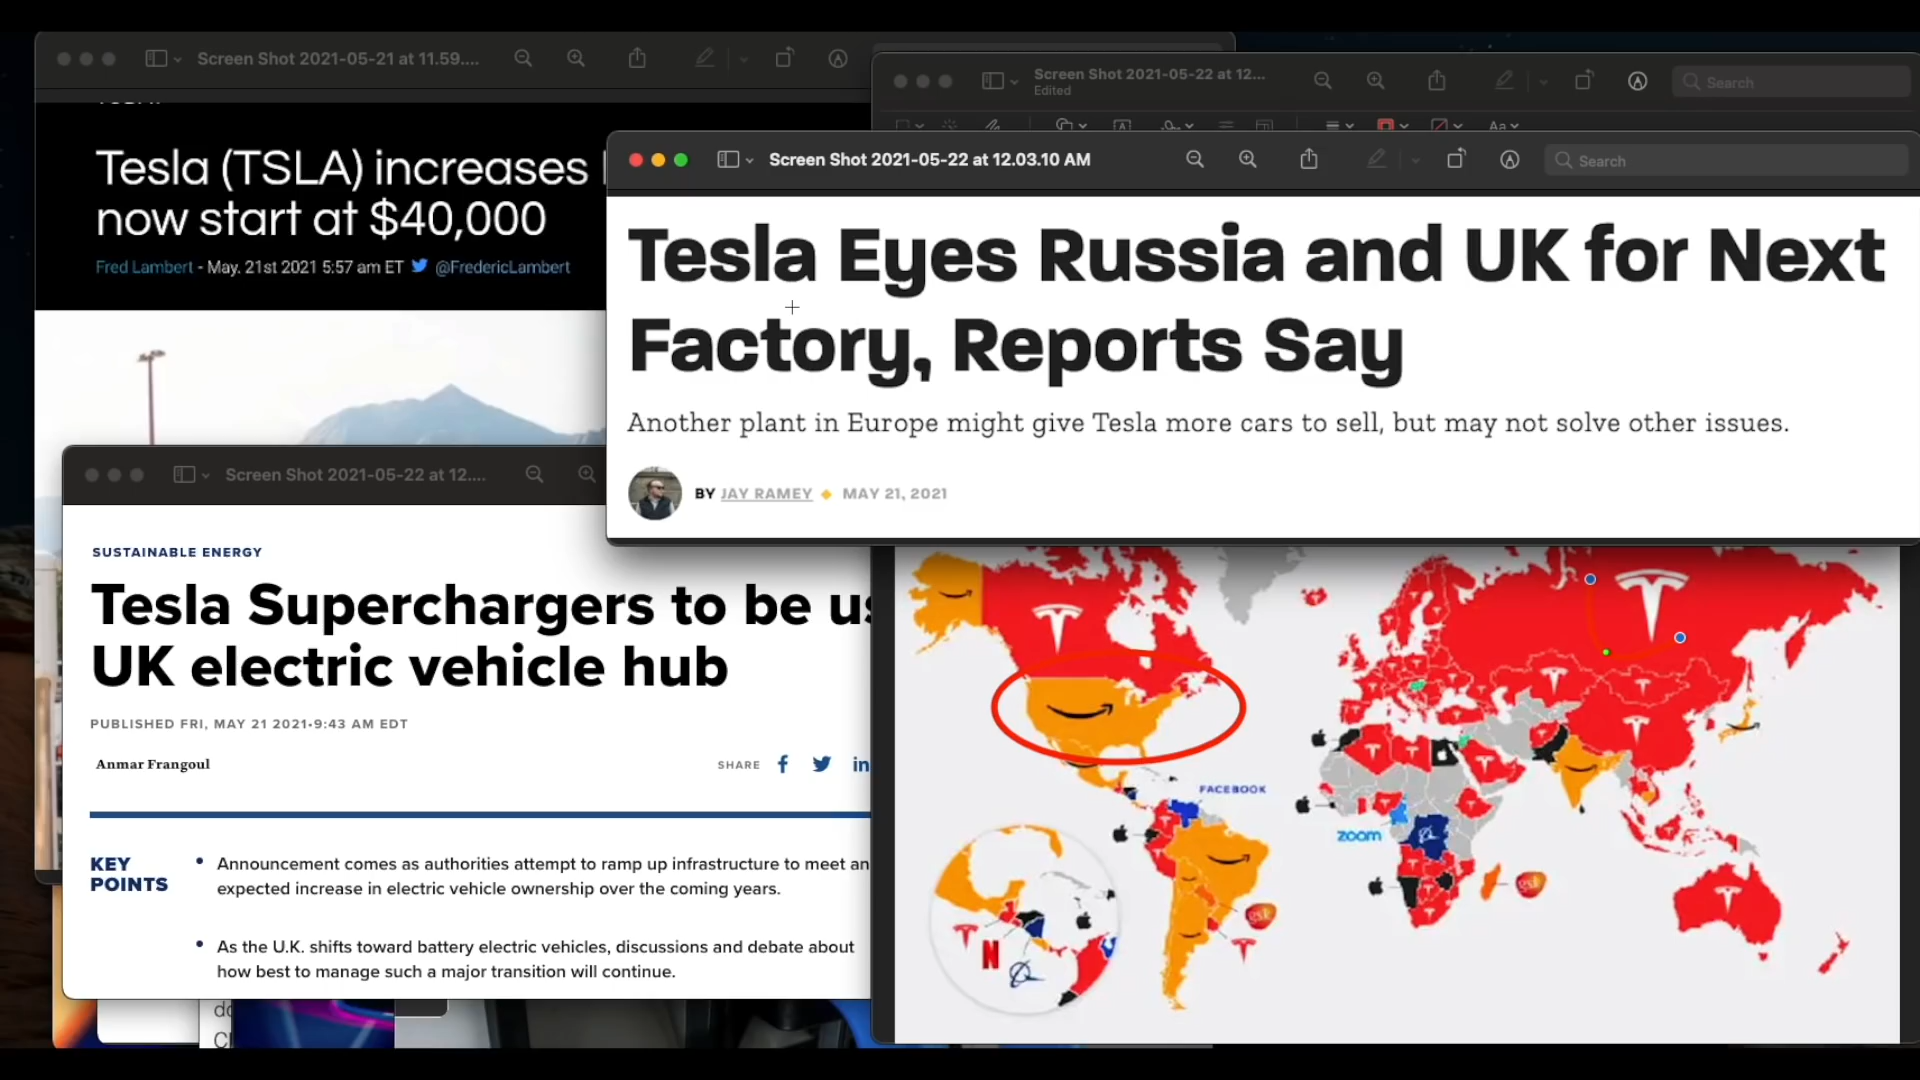 Screen Shot 2021-05-21 at 11.59....
Tesla (TSLA) increases
now start at $40,000
Fred Lambert - May. 21st 2021 5:57 am ET @FredericLambert
Screen Shot 2021-05-22 at 12...
Edited
Search
Aa
Screen Shot 2021-05-22 at 12.03.10 AM
Search
Tesla Eyes Russia and UK for Next
Factory, Reports Say
Another plant in Europe might give Tesla more cars to sell, but may not solve other issues.
BY JAY RAMEY MAY 21, 2021
Screen Shot 2021-05-22 at 12....
SUSTAINABLE ENERGY
Tesla Superchargers to be us
UK electric vehicle hub
PUBLISHED FRI, MAY 21 2021•9:43 AM EDT
Anmar Frangoul
SHARE f in
KEY
POINTS
• Announcement comes as authorities attempt to ramp up infrastructure to meet an
expected increase in electric vehicle ownership over the coming years.
• As the U.K. shifts toward battery electric vehicles, discussions and debate about
how best to manage such a major transition will continue.
FACEBOOK
zoom
gsk
gsk
N